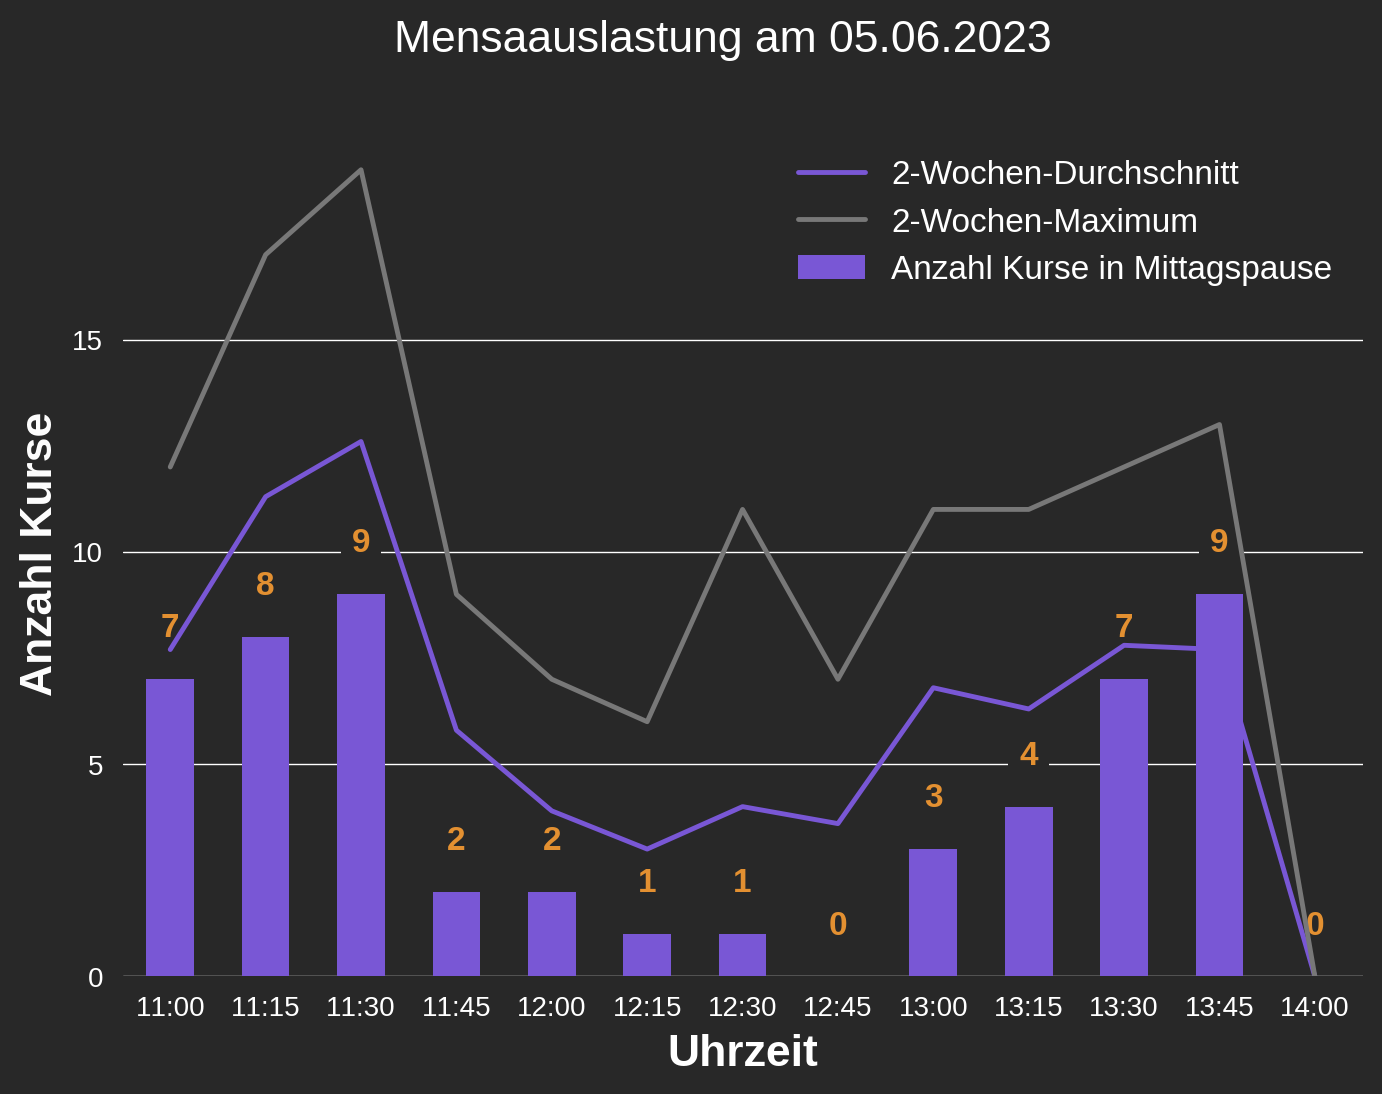 Mensaauslastung am 05.06.2023
2-Wochen-Durchschnitt
2-Wochen-Maximum
Anzahl Kurse in Mittagspause
Anzahl Kurse
15
10
5
0
7
8
9
2
2
1
1
0
3
4
7
9
0
11:00 11:15 11:30 11:45 12:00 12:15 12:30 12:45 13:00 13:15 13:30 13:45 14:00
Uhrzeit